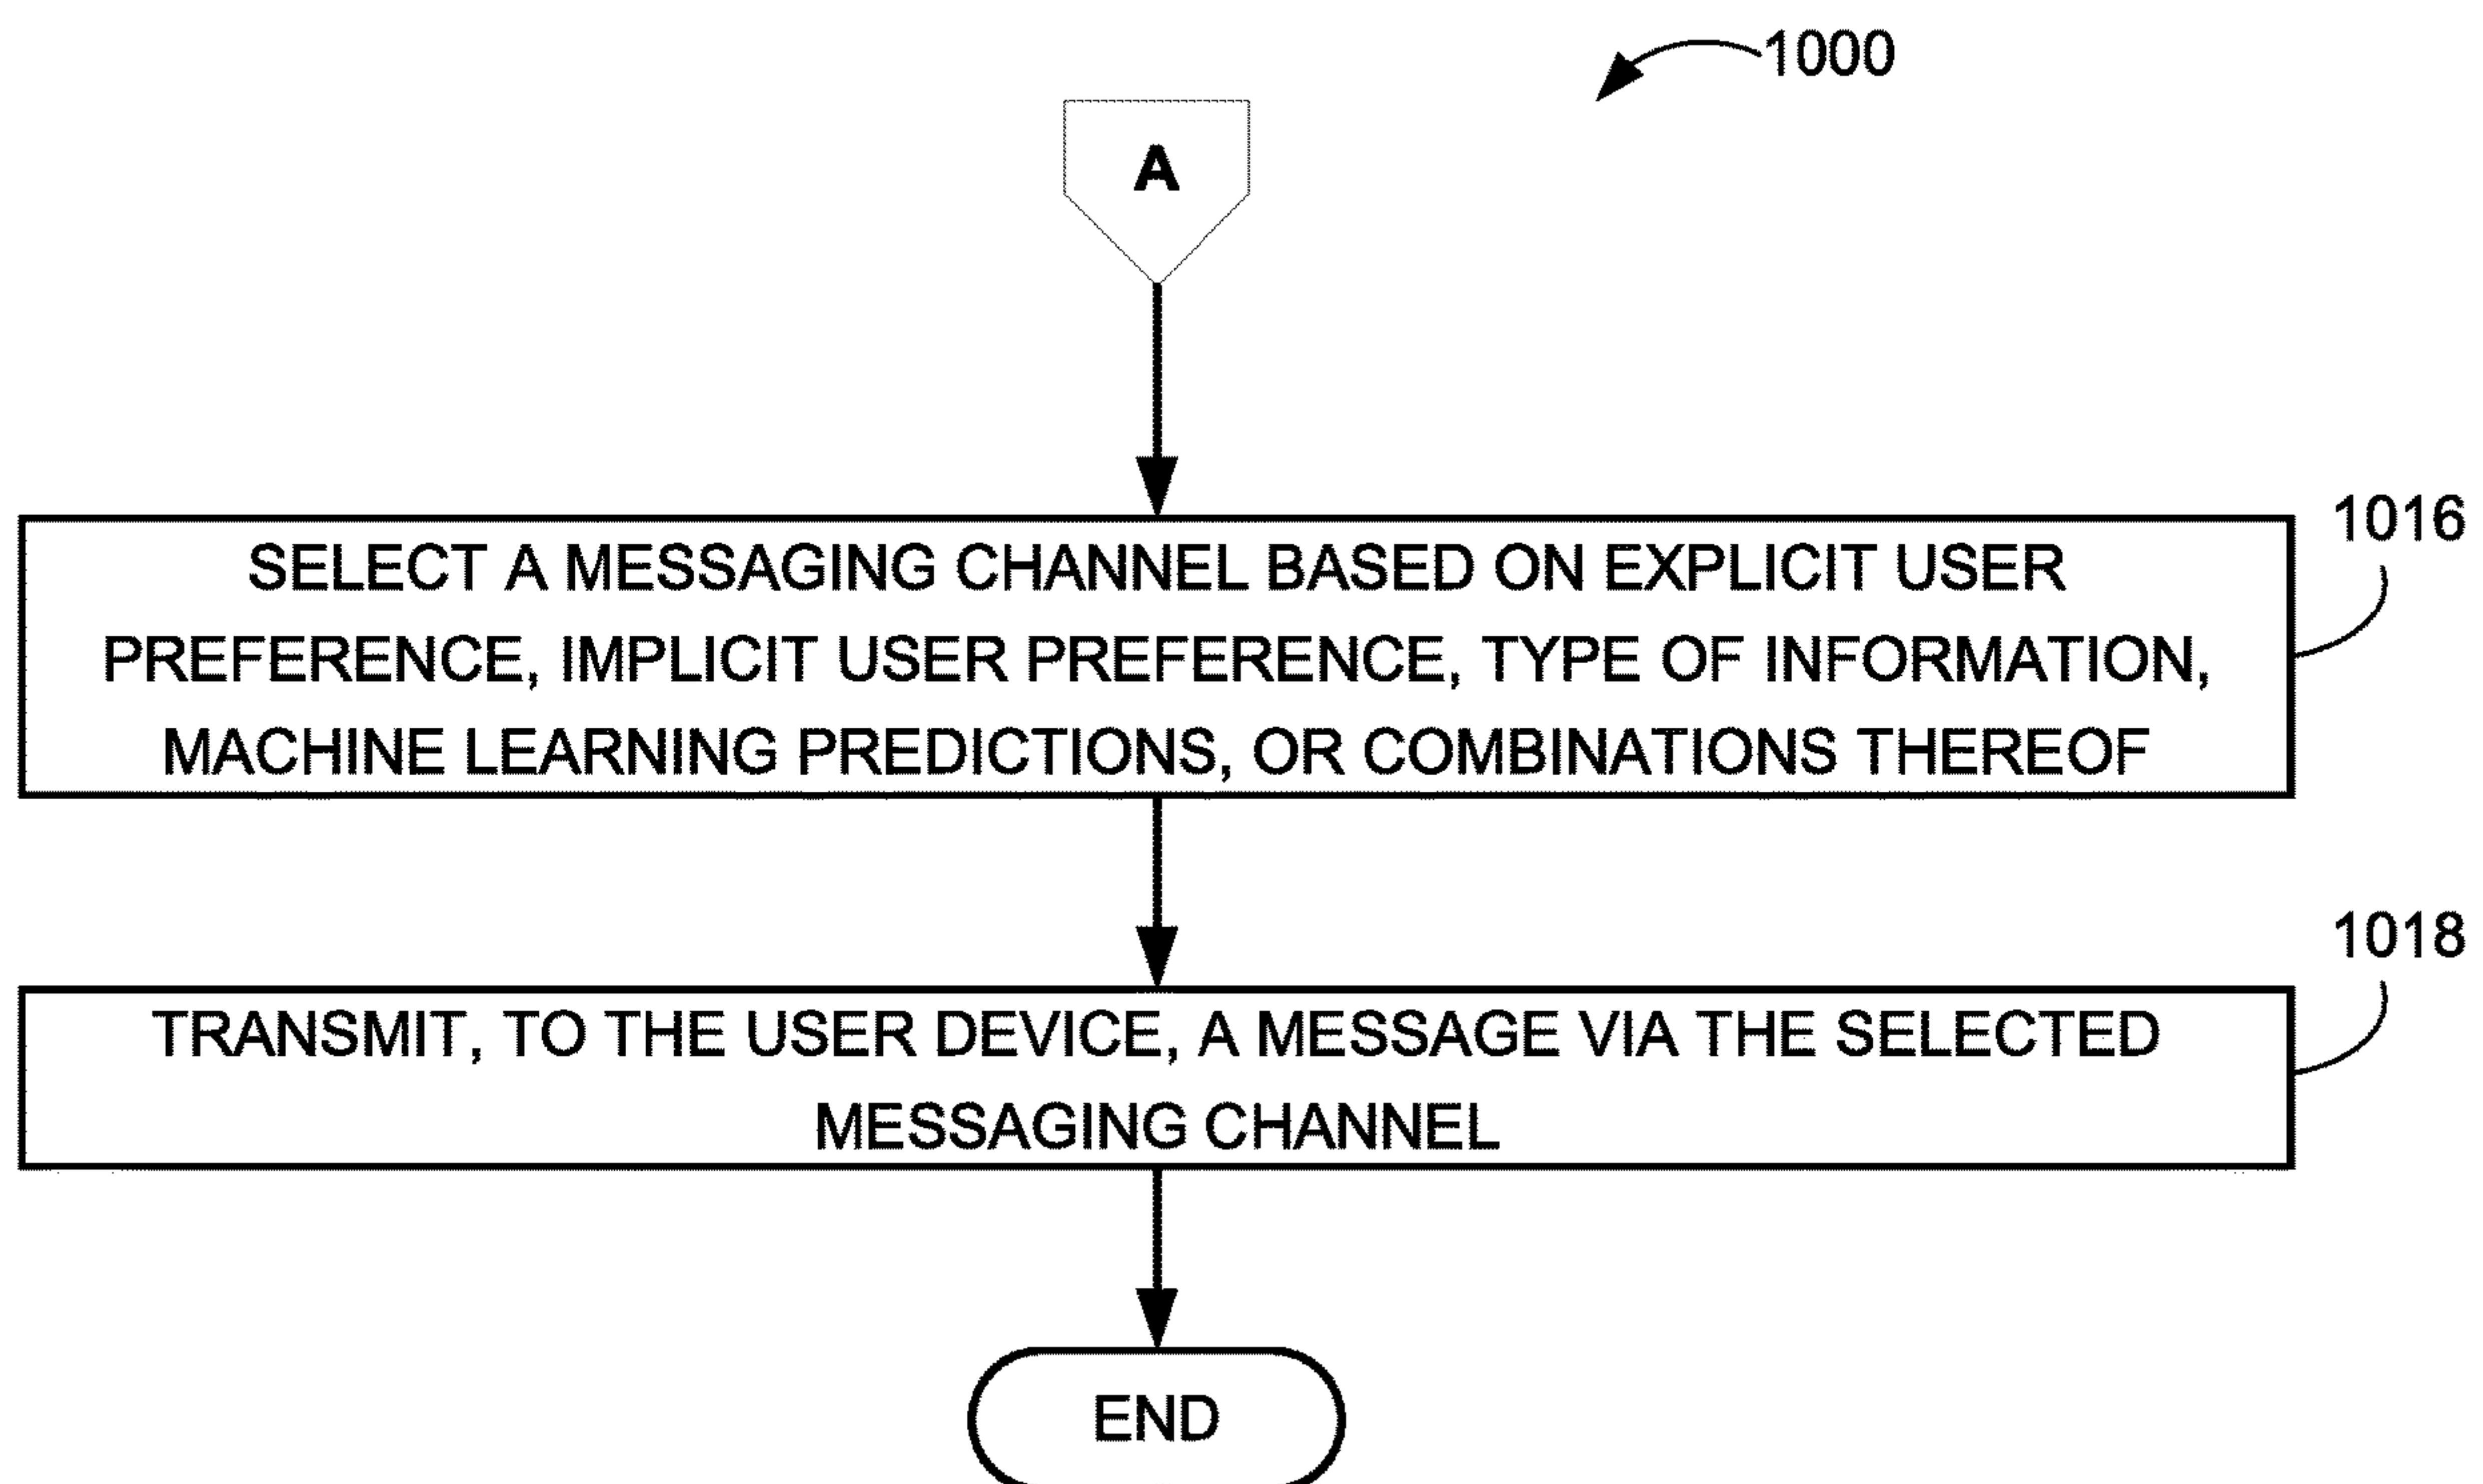 1000
A
1016
SELECT A MESSAGING CHANNEL BASED ON EXPLICIT USER
PREFERENCE, IMPLICIT USER PREFERENCE, TYPE OF INFORMATION,
MACHINE LEARNING PREDICTIONS, OR COMBINATIONS THEREOF
1018
TRANSMIT, TO THE USER DEVICE, A MESSAGE VIA THE SELECTED
MESSAGING CHANNEL
END